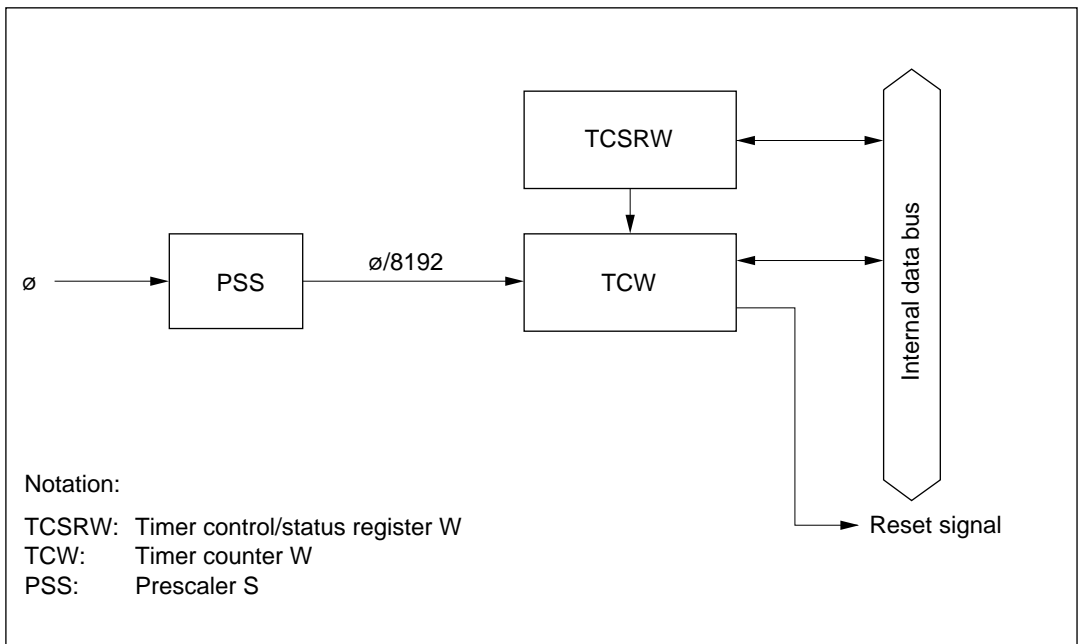 TCSRW
ø
PSS
ø/8192
TCW
Internal data bus
Reset signal
Notation:
TCSRW: Timer control/status register W
TCW: Timer counter W
PSS: Prescaler S